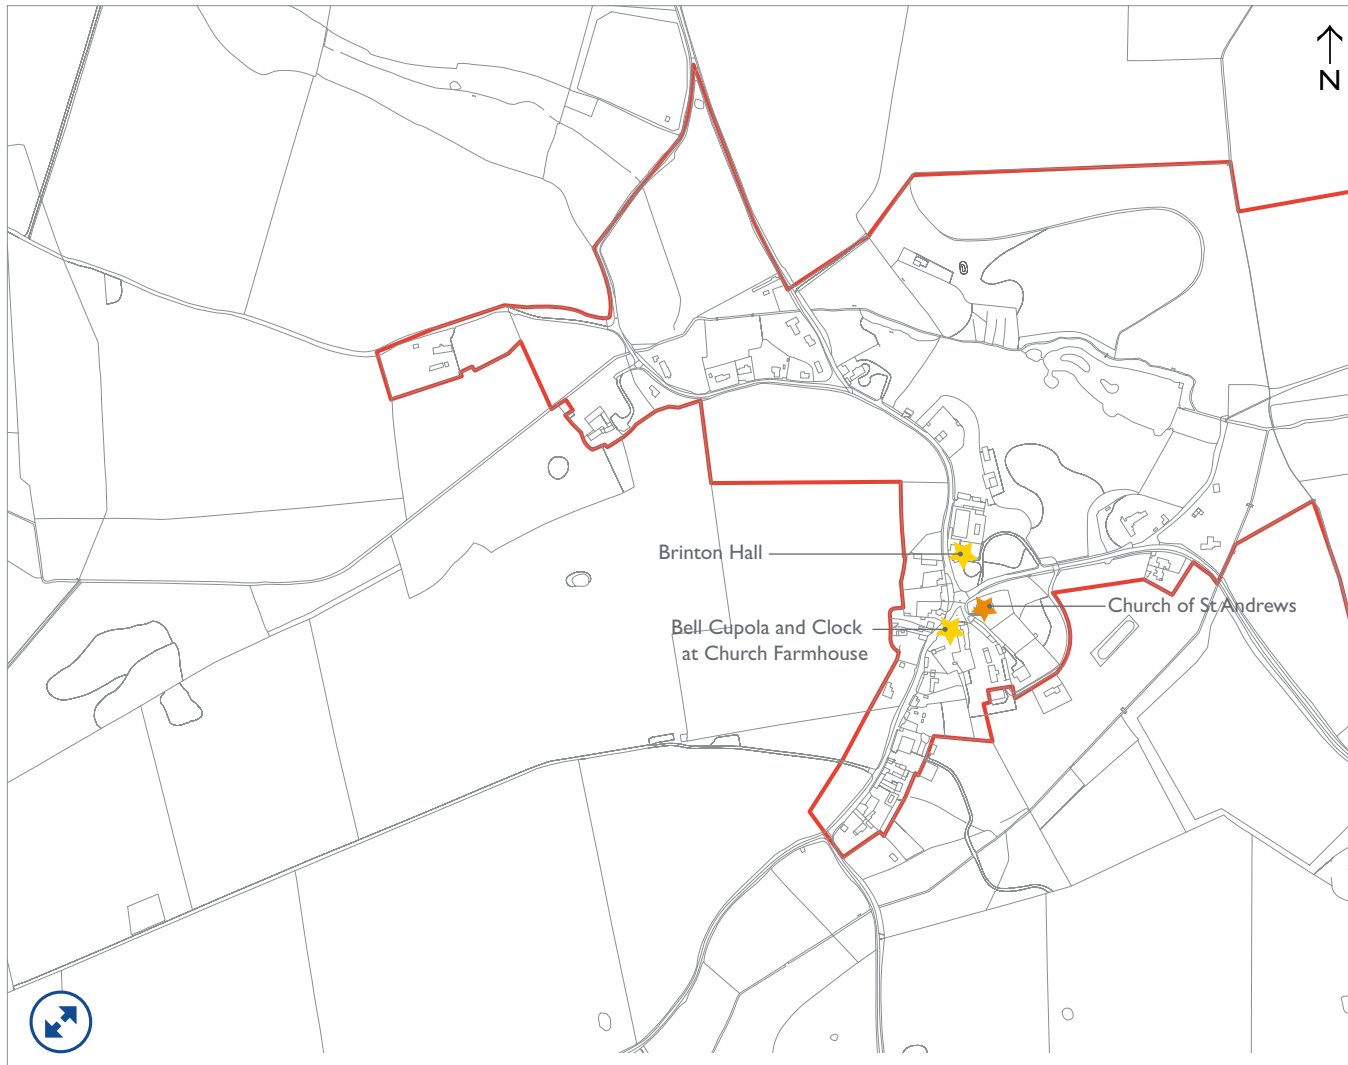 N
Brinton Hall
Church of St Andrews
Bell Cupola and Clock
at Church Farmhouse